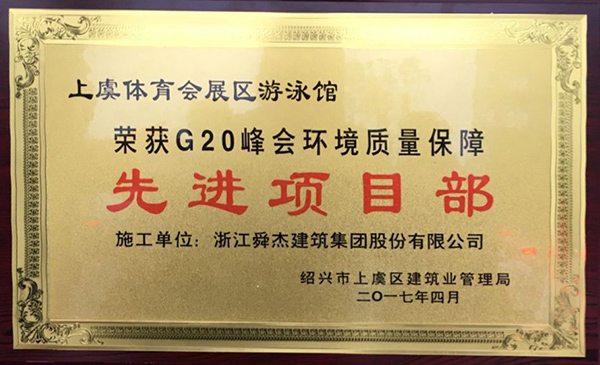 上虞体育会展区游泳馆
荣获G20峰会环境质量保障
先进项目部
施工单位：浙江舜杰建筑集团股份有限公司
绍兴市上虞区建筑业管理局
二〇一七年四月